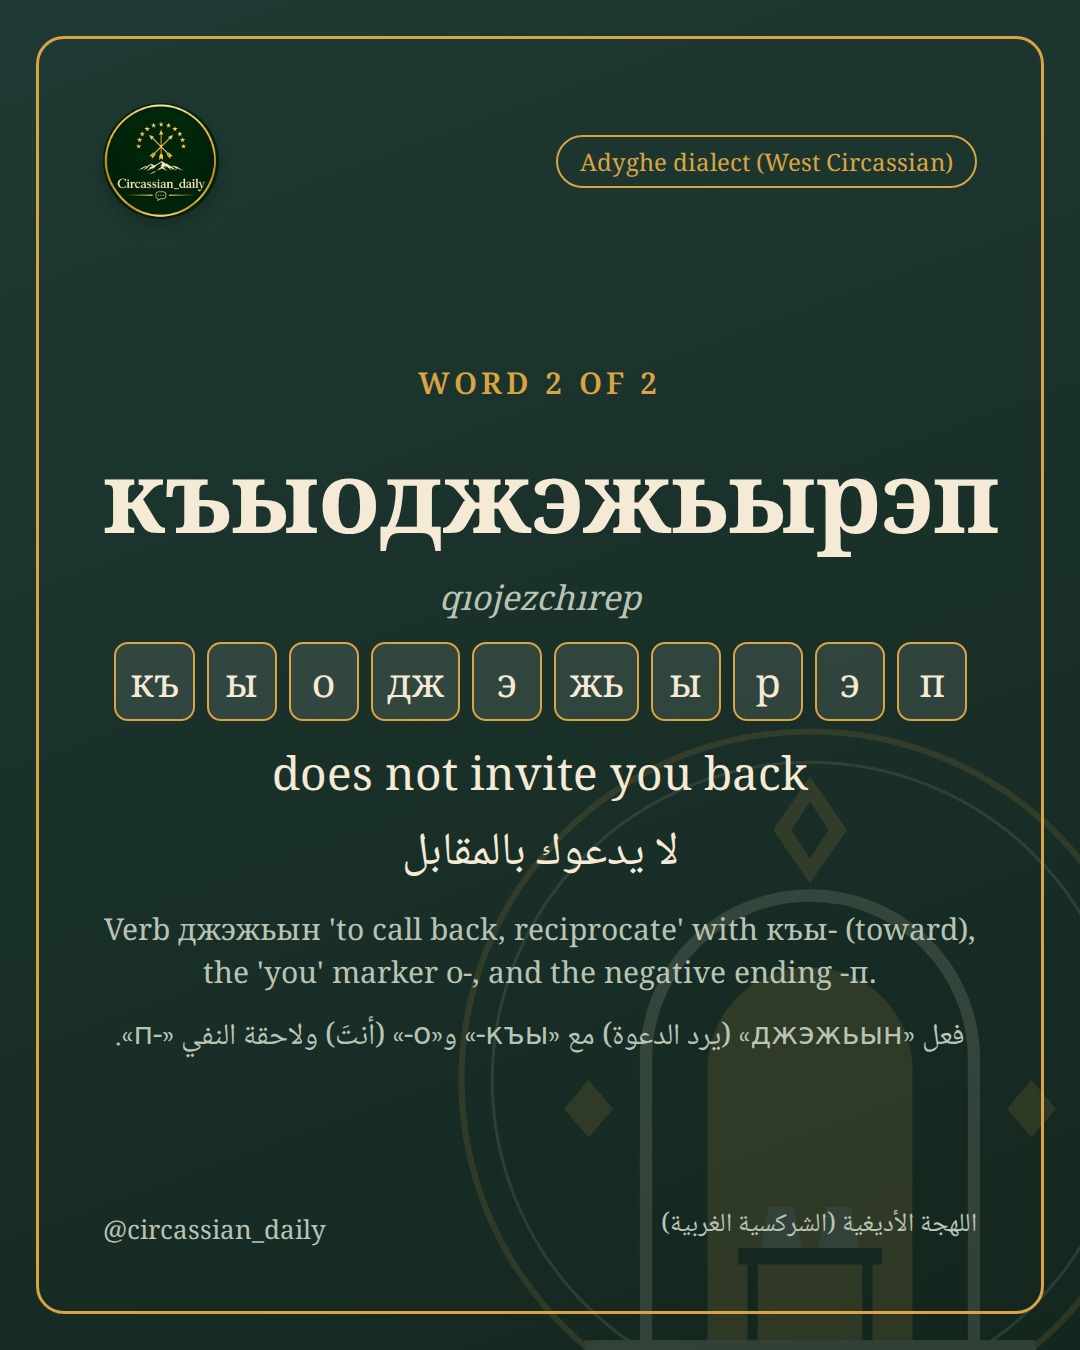 Circassian_daily
Adyghe dialect (West Circassian)
WORD 2 OF 2
къыоджэжьырэп
qıojezchırep
къ ы о дж э жь ы р э п
does not invite you back
لا يدعوك بالمقابل
Verb джэжьын 'to call back, reciprocate' with къы- (toward),
the 'you' marker о-, and the negative ending -п.
فعل «джэжьын» (يرد الدعوة) مع «къы-» و«о-» (أنتَ) ولاحقة النفي «-п».
@circassian_daily
اللهجة الأديغية (الشركسية الغربية)